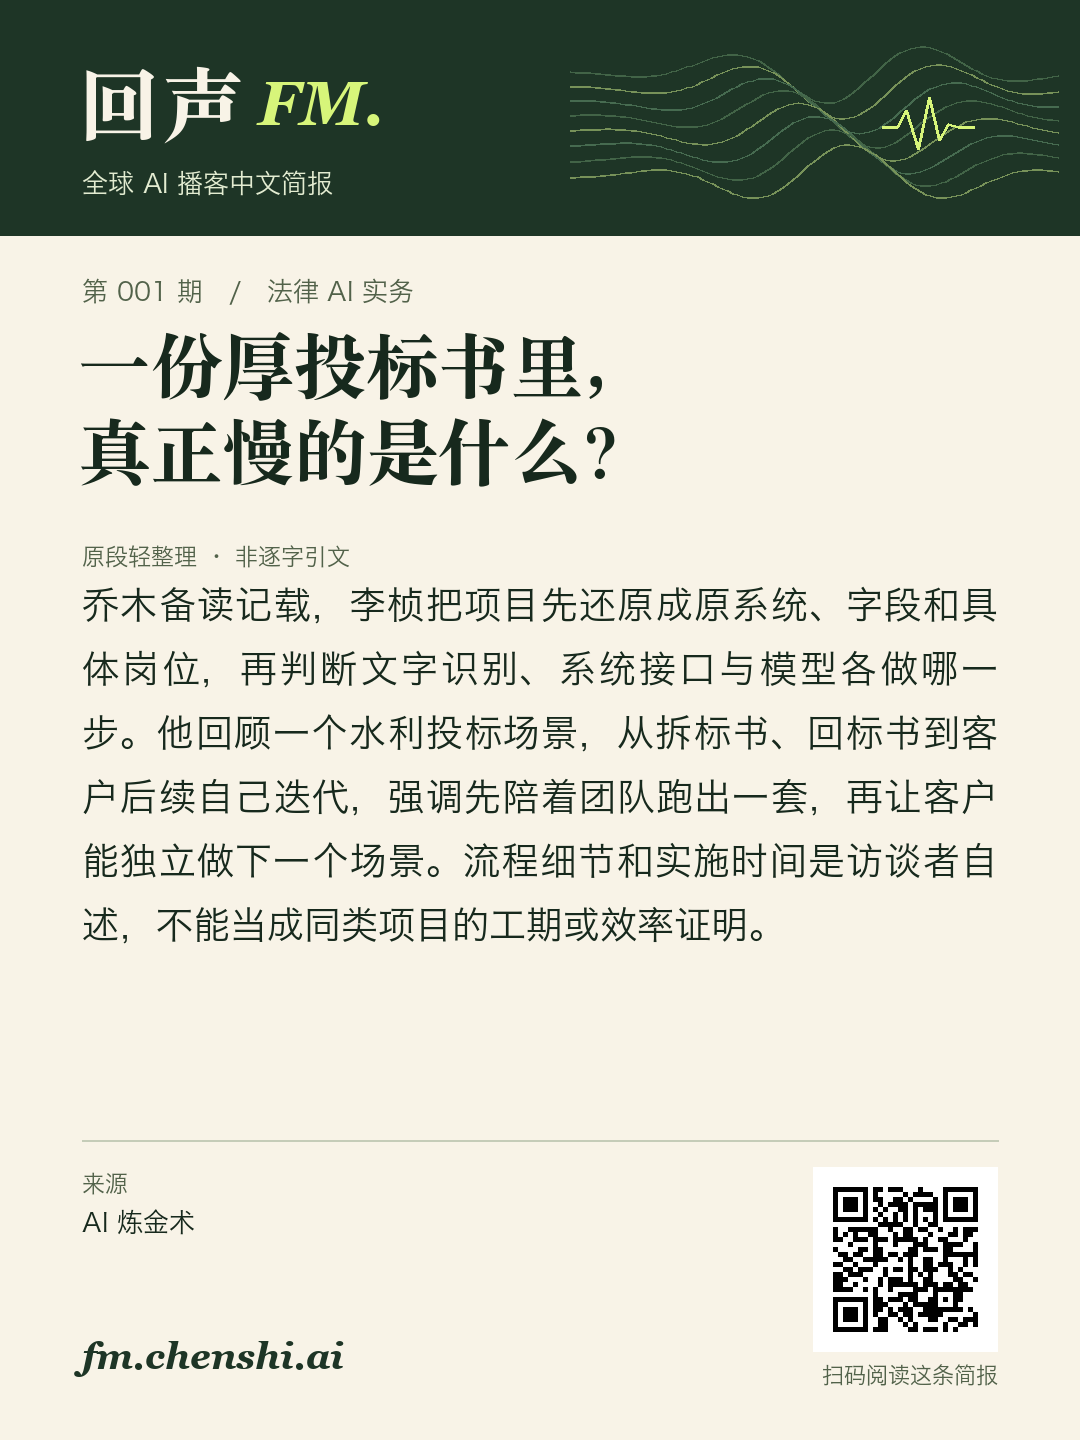 回声 FM.
全球 AI 播客中文简报
第 001 期 / 法律 AI 实务
一份厚投标书里，
真正慢的是什么？
原段轻整理 · 非逐字引文
乔木备读记载，李桢把项目先还原成原系统、字段和具
体岗位，再判断文字识别、系统接口与模型各做哪一
步。他回顾一个水利投标场景，从拆标书、回标书到客
户后续自己迭代，强调先陪着团队跑出一套，再让客户
能独立做下一个场景。流程细节和实施时间是访谈者自
述，不能当成同类项目的工期或效率证明。
来源
AI 炼金术
fm.chenshi.ai
扫码阅读这条简报